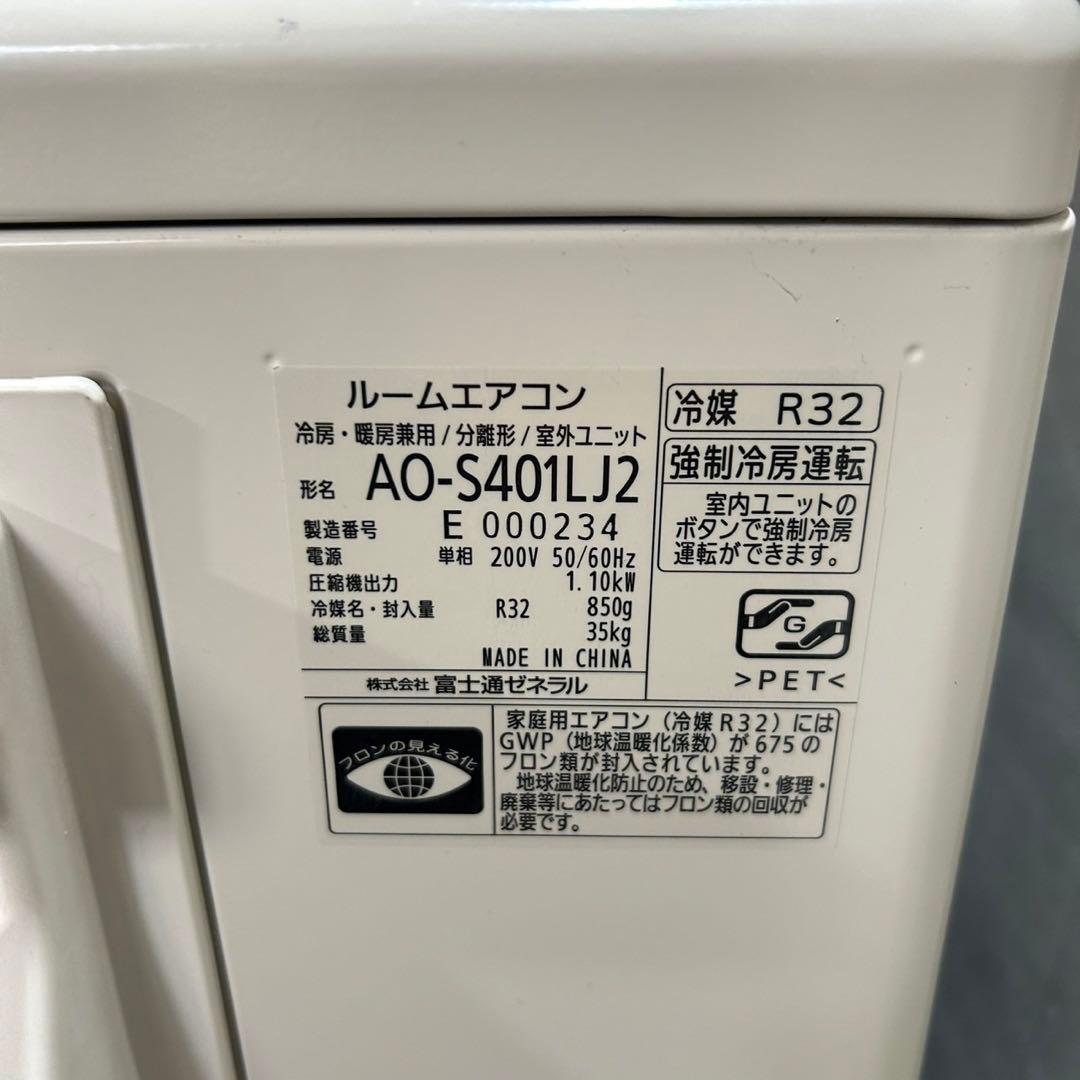 ルームエアコン
冷房・暖房兼用/分離形/室外ユニット
形名 AO-S401LJ2
製造番号 E 000234
電源 単相 200V 50/60Hz
圧縮機出力 1.10kW
冷媒名・封入量 R32 850g
総質量 35kg
MADE IN CHINA
株式会社 富士通ゼネラル
冷媒 R32
強制冷房運転
室内ユニットの
ボタンで強制冷房
運転ができます。
G
>PET<
フロンの見える化
家庭用エアコン(冷媒R32)には
GWP(地球温暖化係数)が675の
フロン類が封入されています。
地球温暖化防止のため、移設・修理・
廃棄等にあたってはフロン類の回収が
必要です。